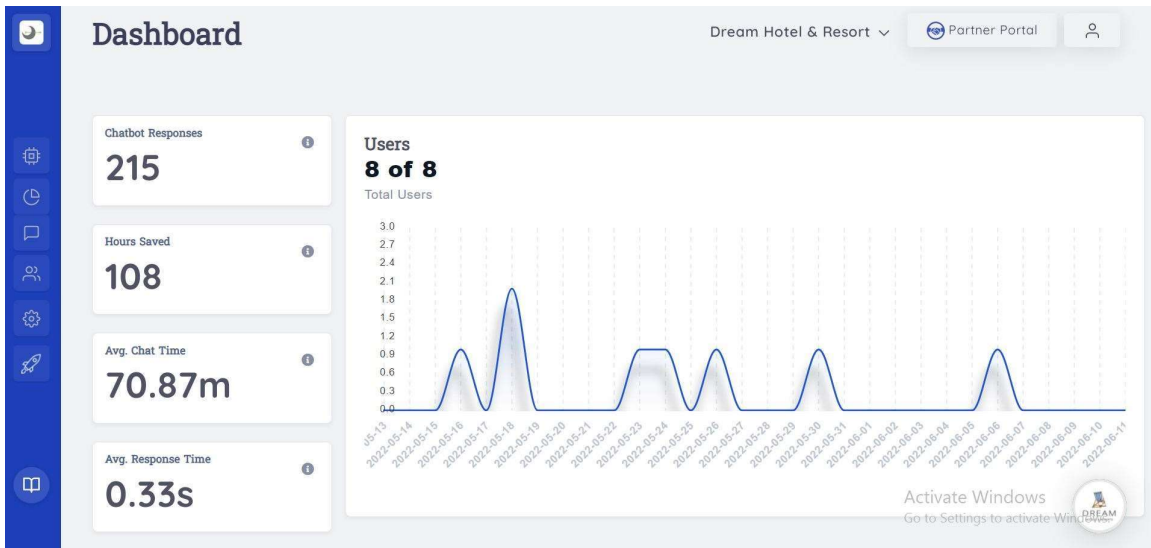 Dashboard
Dream Hotel & Resort
Partner Portal
Chatbot Responses
215
Hours Saved
108
Avg. Chat Time
70.87m
Avg. Response Time
0.33s
Users
8 of 8
Total Users
3.0
2.7
2.4
2.1
1.8
1.5
1.2
0.9
0.6
0.3
0.0
05-13
2022-05-14
2022-05-15
2022-05-16
2022-05-17
2022-05-18
2022-05-19
2022-05-20
2022-05-21
2022-05-22
2022-05-23
2022-05-24
2022-05-25
2022-05-26
2022-05-27
2022-05-28
2022-05-29
2022-05-30
2022-05-31
2022-06-01
2022-06-02
2022-06-03
2022-06-04
2022-06-05
2022-06-06
2022-06-07
2022-06-08
2022-06-09
2022-06-10
2022-06-11
Activate Windows
Go to Settings to activate Windows.
DREAM